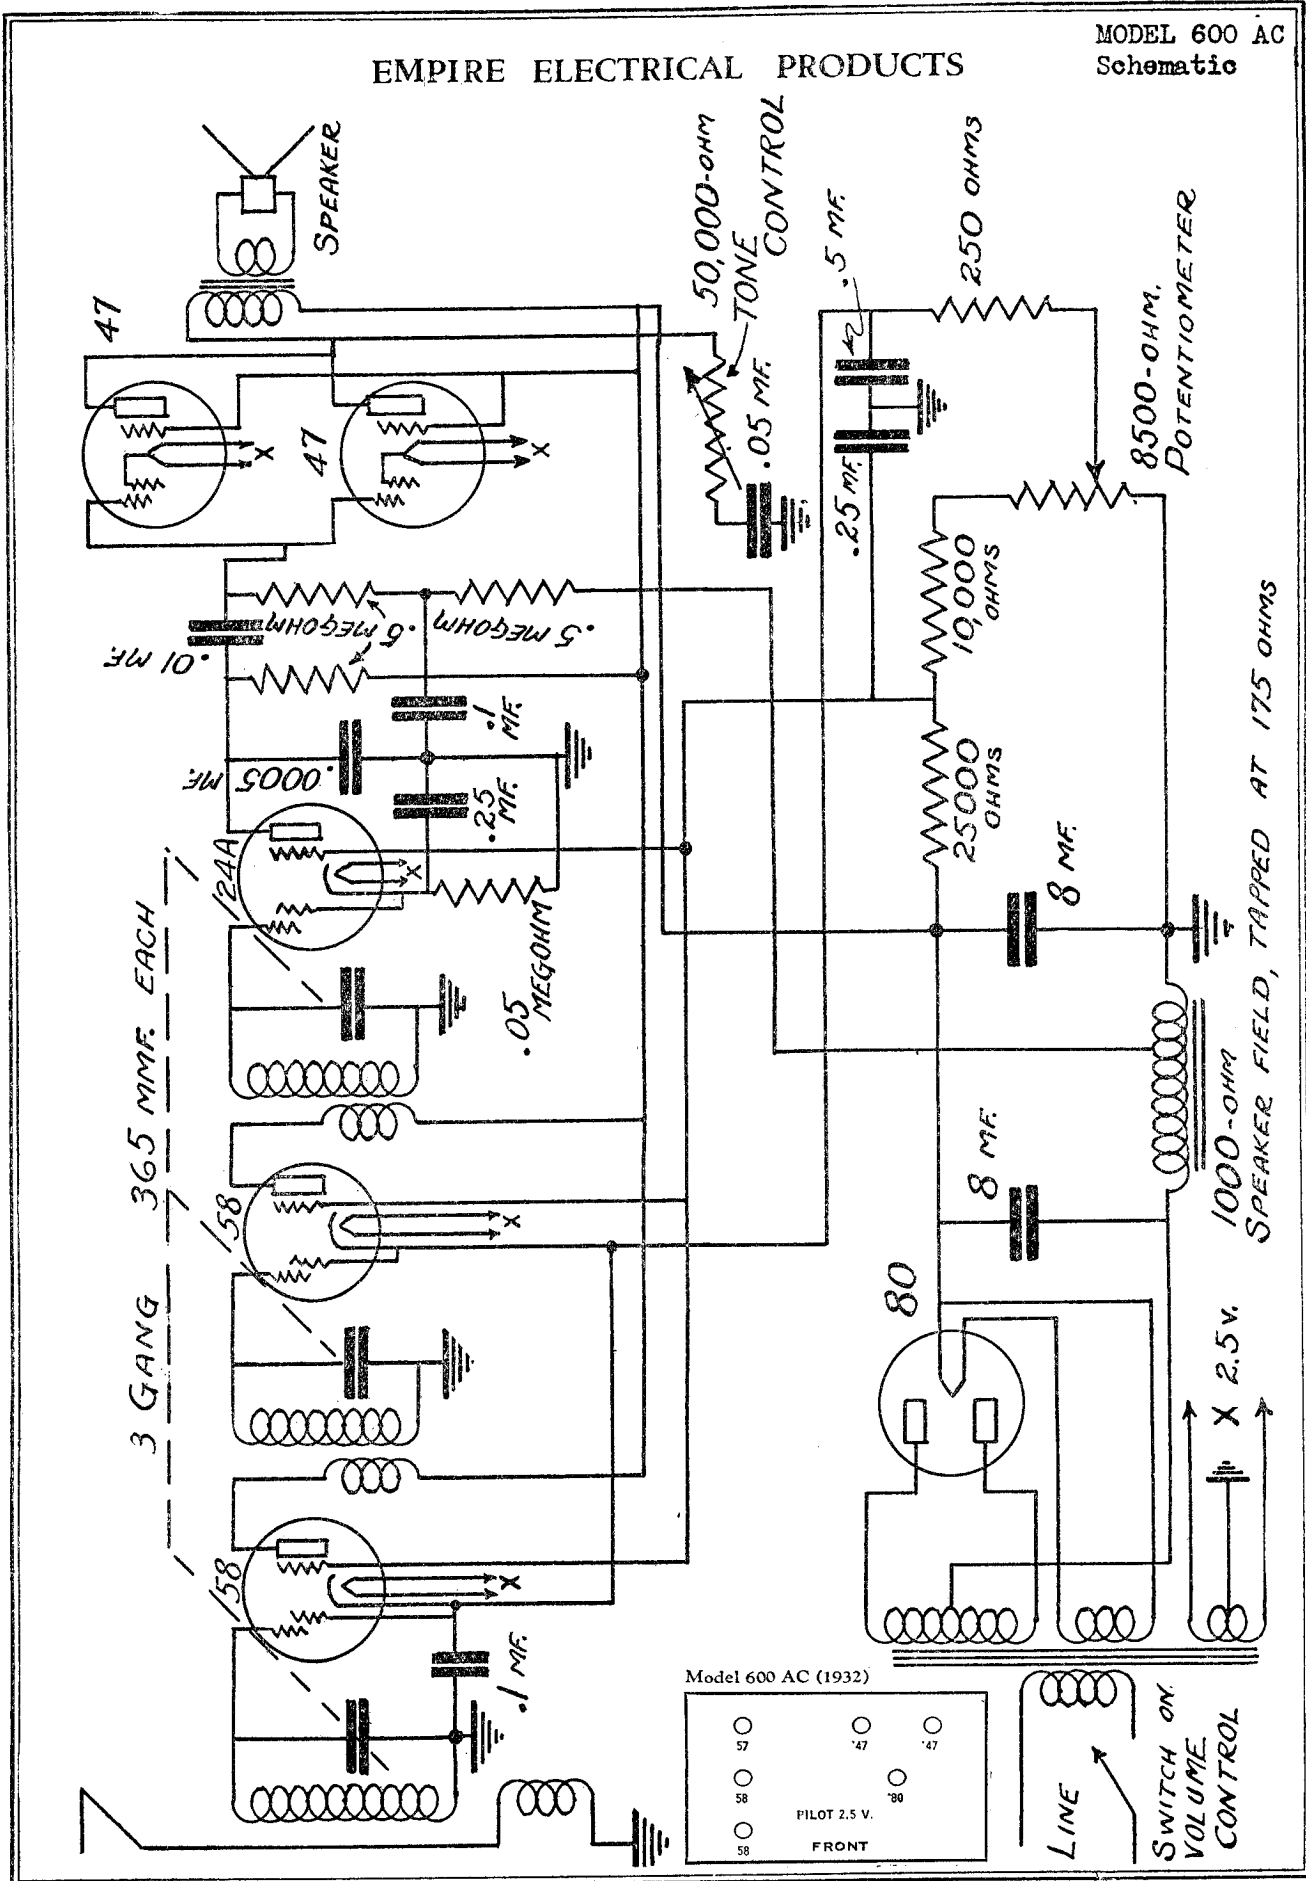 MODEL 600 AC
Schematic
EMPIRE ELECTRICAL PRODUCTS
SPEAKER
47
47
X
X
50,000-OHM
TONE
CONTROL
.05 MF.
.5 MF.
.25 MF.
250 OHMS
8500-OHM.
POTENTIOMETER
10,000
OHMS
25000
OHMS
.01 MF.
.5 MEGOHM
.5 MEGOHM
.1
MF.
.0005 MF.
.25
MF.
'24A
X
.05
MEGOHM
3 GANG 365 MMF. EACH
'58
X
'58
X
.1 MF.
8 MF.
8 MF.
80
1000-OHM
SPEAKER FIELD, TAPPED AT 175 OHMS
X 2.5 V.
LINE
SWITCH ON
VOLUME
CONTROL
Model 600 AC (1932)
57
'47
'47
58
'80
PILOT 2.5 V.
58
FRONT